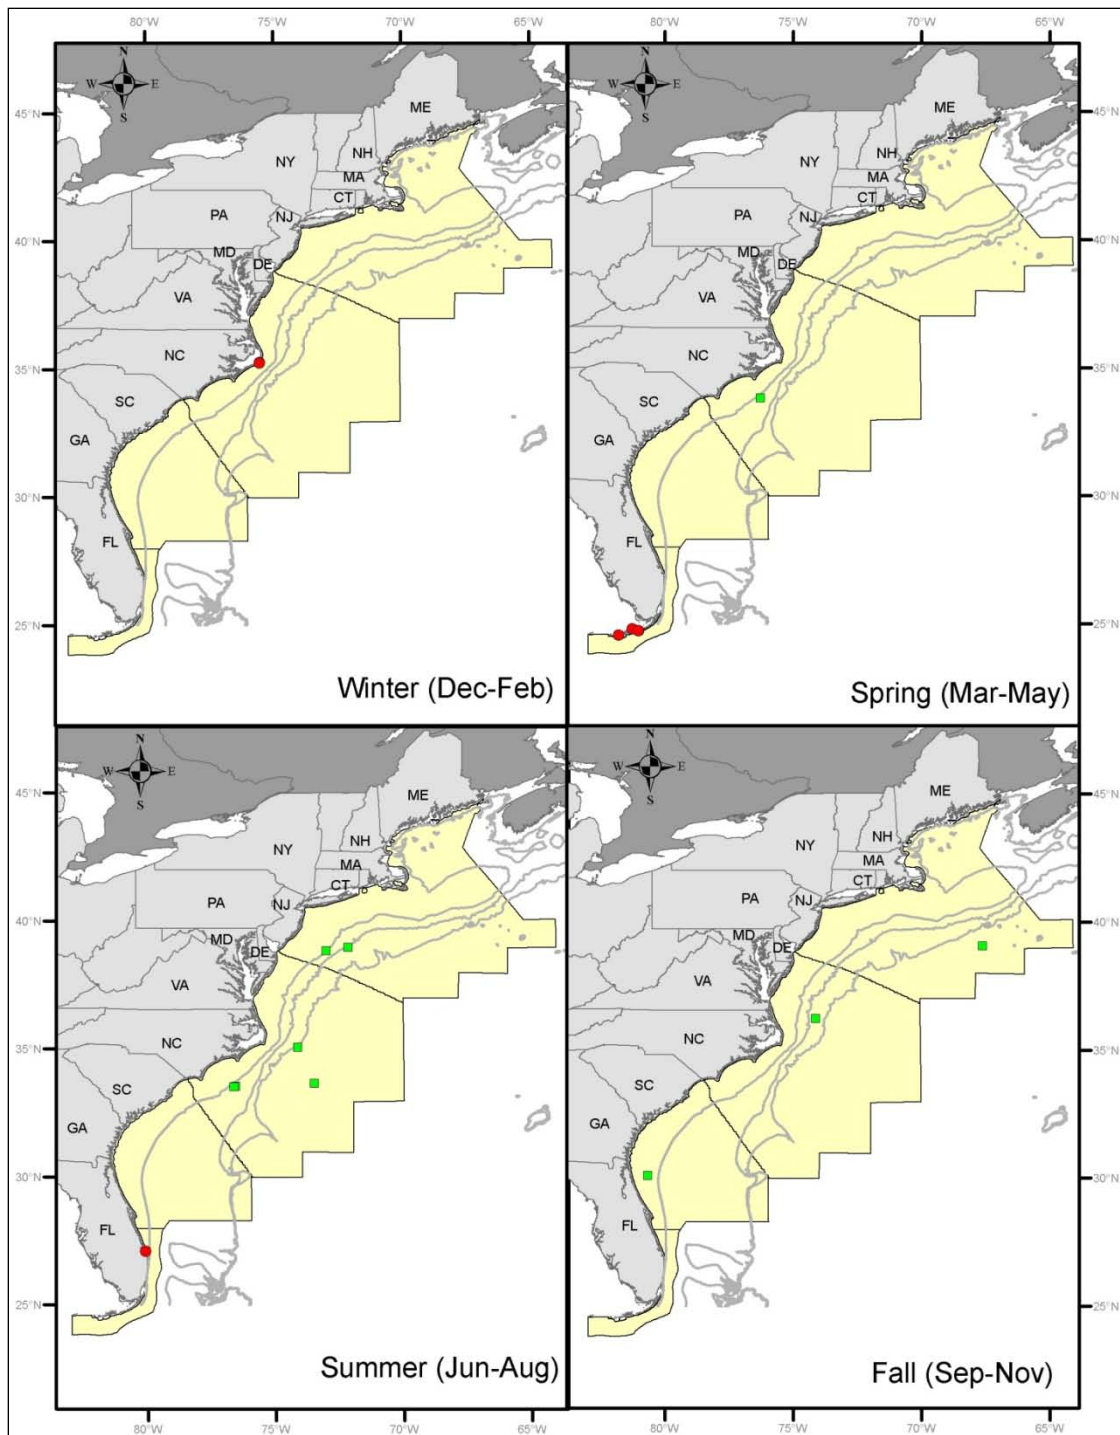 80°W 75°W 70°W 65°W 80°W 75°W 70°W 65°W
N
W E
S
ME
NH
NY
MA
CT
PA
NJ
MD
DE
VA
NC
SC
GA
FL
45°N
40°N
35°N
30°N
25°N
Winter (Dec-Feb)
N
W E
S
ME
NH
NY
MA
CT
PA
NJ
MD
DE
VA
NC
SC
GA
FL
45°N
40°N
35°N
30°N
25°N
Spring (Mar-May)
N
W E
S
ME
NH
NY
MA
CT
PA
NJ
MD
DE
VA
NC
SC
GA
FL
45°N
40°N
35°N
30°N
25°N
Summer (Jun-Aug)
N
W E
S
ME
NH
NY
MA
CT
PA
NJ
MD
DE
VA
NC
SC
GA
FL
45°N
40°N
35°N
30°N
25°N
Fall (Sep-Nov)
80°W 75°W 70°W 65°W 80°W 75°W 70°W 65°W